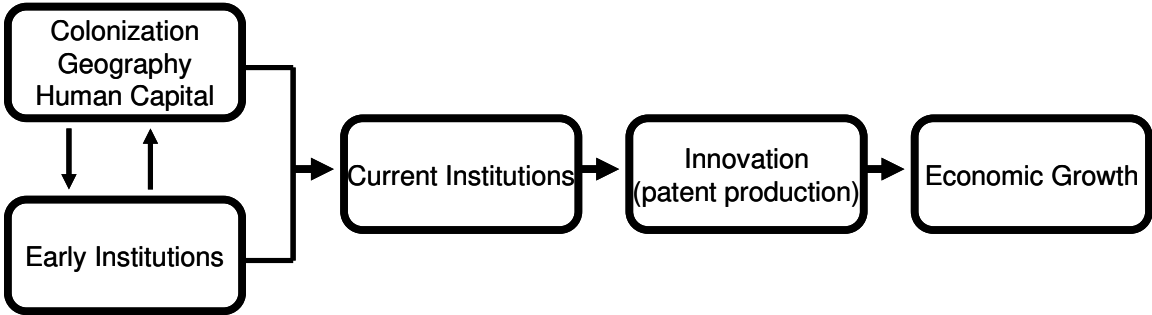 Colonization
Geography
Human Capital
Early Institutions
Current Institutions
Innovation
(patent production)
Economic Growth